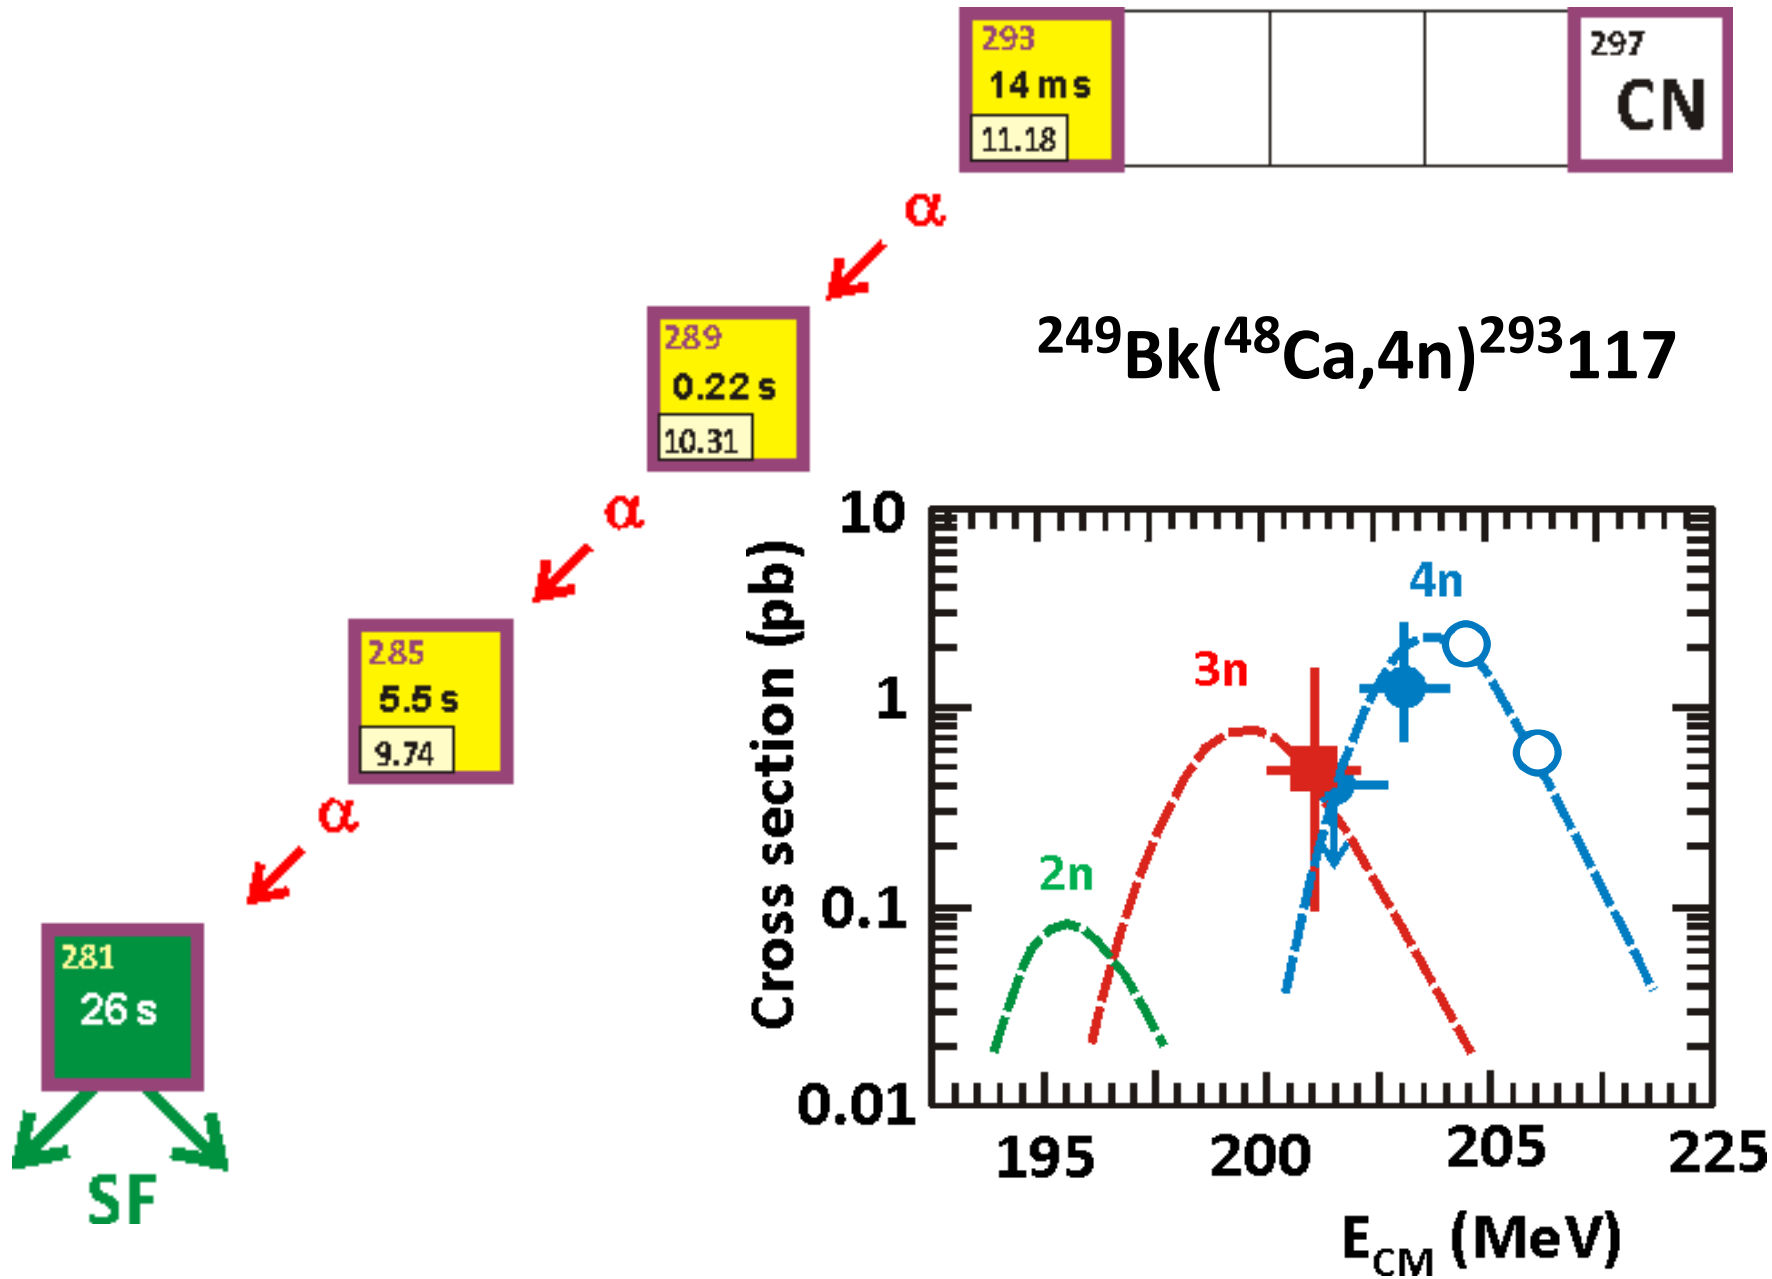 293
14 ms
11.18
297
CN
α
289
0.22 s
10.31
²⁴⁹Bk(⁴⁸Ca,4n)²⁹³117
α
285
5.5 s
9.74
α
281
26 s
SF
Cross section (pb)
10
1
0.1
0.01
4n
3n
2n
195 200 205 225
E_CM (MeV)